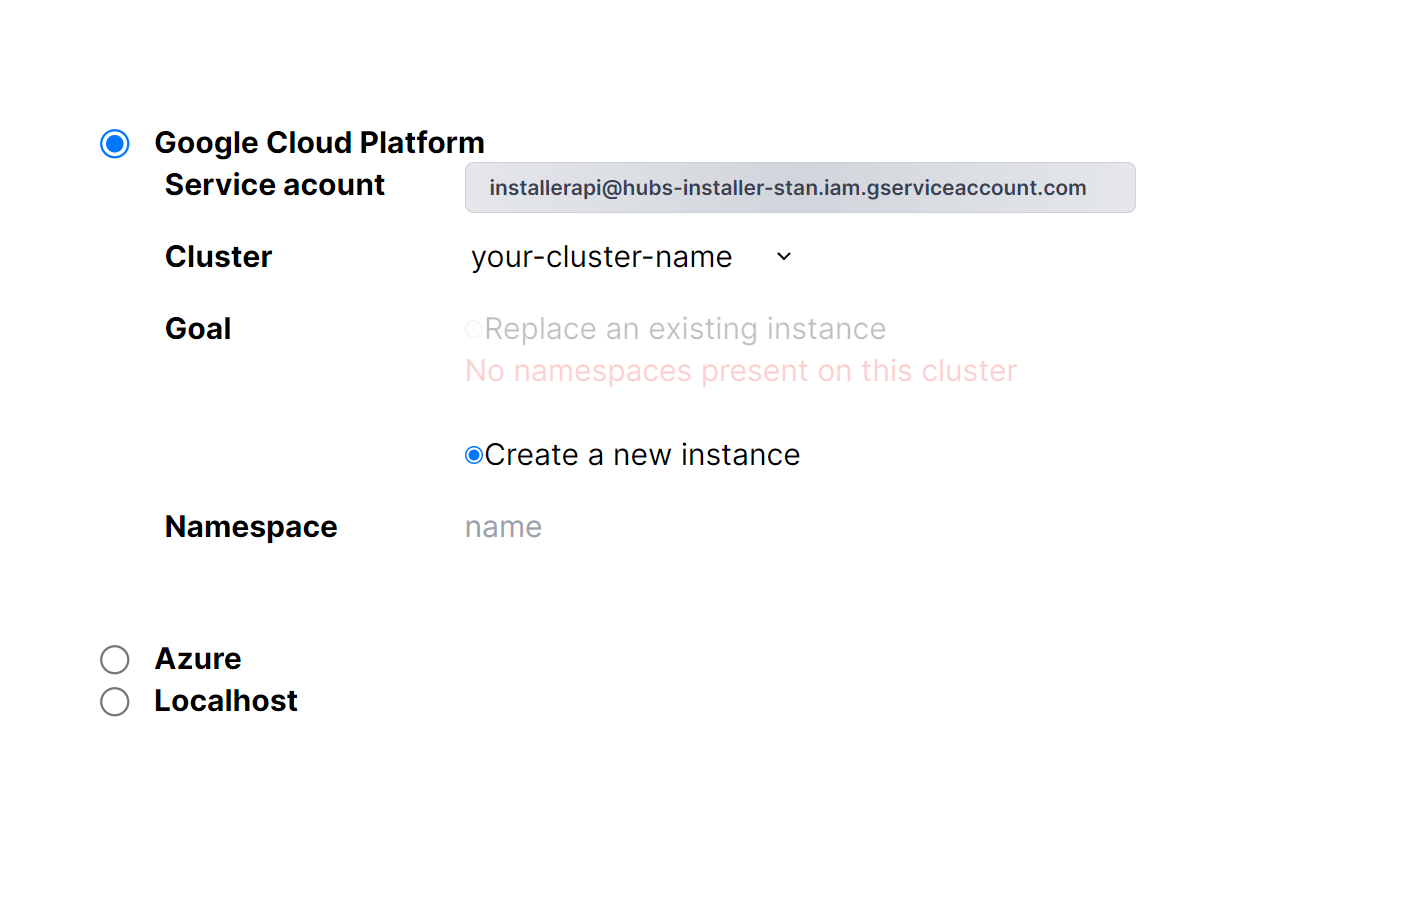 Google Cloud Platform
Service acount
installerapi@hubs-installer-stan.iam.gserviceaccount.com
Cluster
your-cluster-name
Goal
Replace an existing instance
No namespaces present on this cluster
Create a new instance
Namespace
name
Azure
Localhost